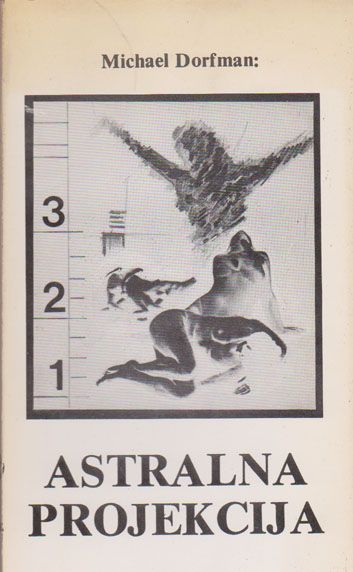 Michael Dorfman:
3
2
1
ASTRALNA
PROJEKCIJA